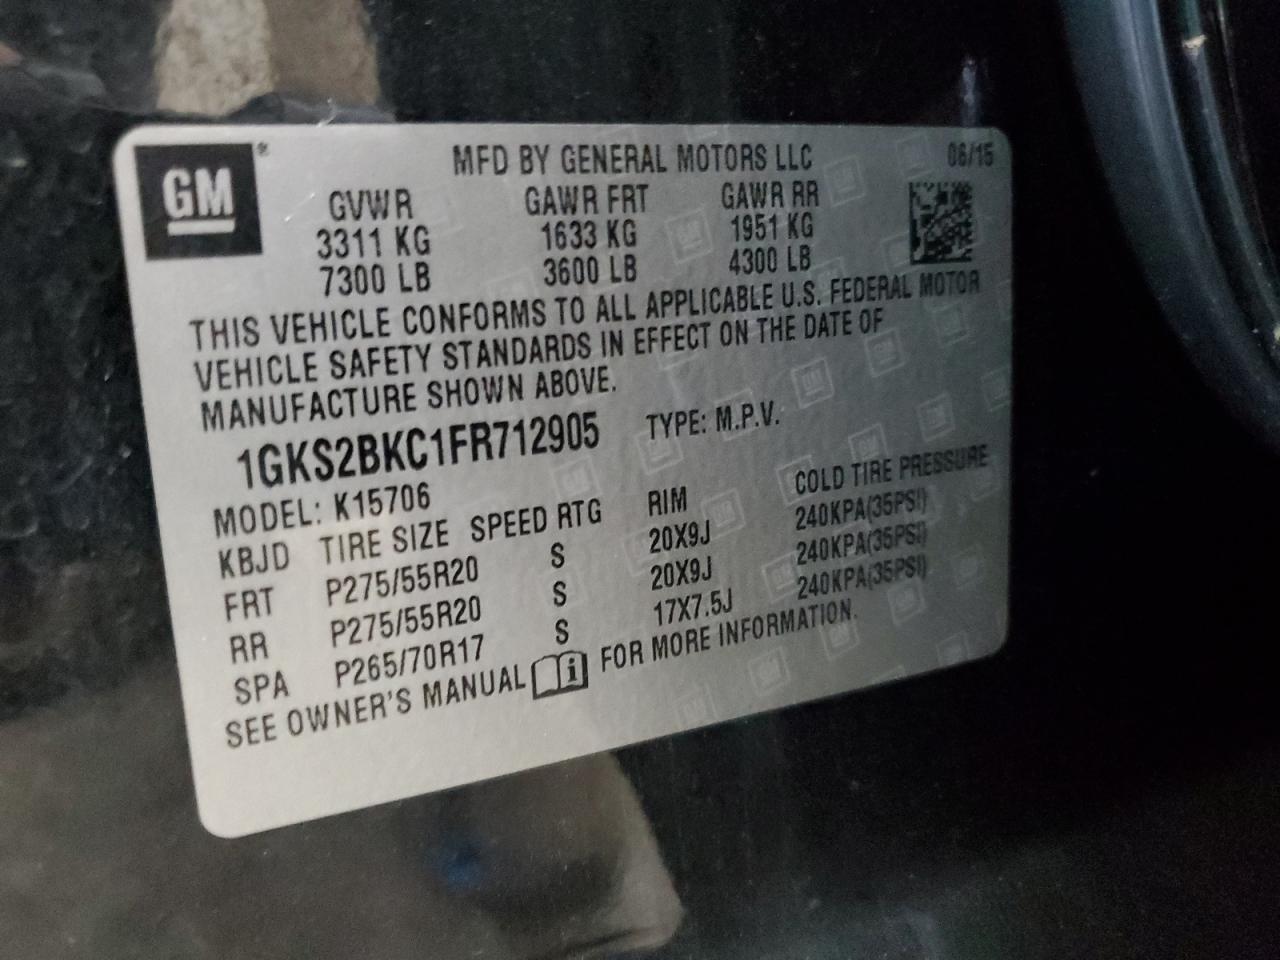 GM
MFD BY GENERAL MOTORS LLC 06/15
GVWR GAWR FRT GAWR RR
3311 KG 1633 KG 1951 KG
7300 LB 3600 LB 4300 LB
THIS VEHICLE CONFORMS TO ALL APPLICABLE U.S. FEDERAL MOTOR
VEHICLE SAFETY STANDARDS IN EFFECT ON THE DATE OF
MANUFACTURE SHOWN ABOVE.
1GKS2BKC1FR712905 TYPE: M.P.V.
MODEL: K15706
KBJD TIRE SIZE SPEED RTG RIM COLD TIRE PRESSURE
FRT P275/55R20 S 20X9J 240KPA(35PSI)
RR P275/55R20 S 20X9J 240KPA(35PSI)
SPA P265/70R17 S 17X7.5J 240KPA(35PSI)
SEE OWNER'S MANUAL i FOR MORE INFORMATION.